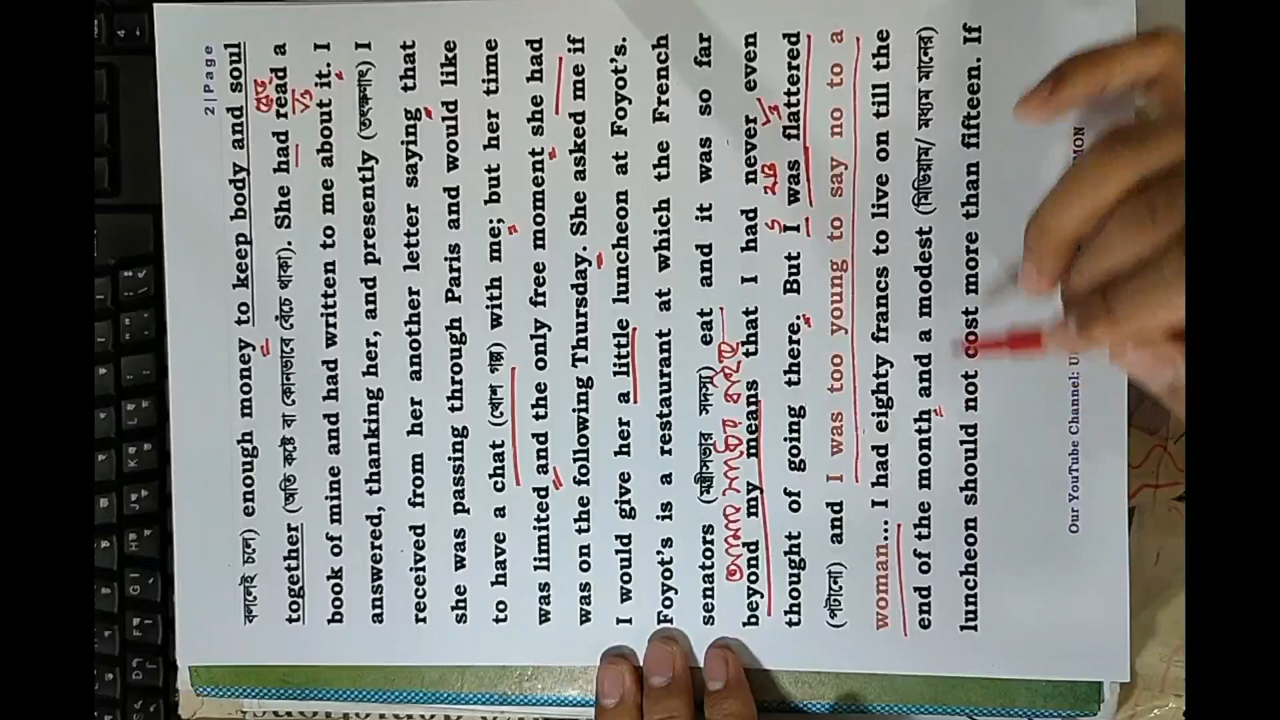 2|Page
বলতেই চলে) enough money to keep body and soul
রেড
V3
together (অতি কষ্টে বা কোনভাবে বেঁচে থাকা). She had read a
book of mine and had written to me about it. I
answered, thanking her, and presently (তৎক্ষণাৎ) I
received from her another letter saying that
she was passing through Paris and would like
to have a chat (খোশ গল্প) with me; but her time
was limited and the only free moment she had
was on the following Thursday. She asked me if
I would give her a little luncheon at Foyot's.
Foyot's is a restaurant at which the French
senators (মন্ত্রীসভার সদস্য) eat and it was so far
আমার সাধ্যের বাইরে
beyond my means that I had never even
S
V3
thought of going there. But I was flattered
(পটানো) and I was too young to say no to a
woman... I had eighty francs to live on till the
end of the month and a modest (মিডিয়াম/ মধ্যম মানের)
luncheon should not cost more than fifteen. If
Our YouTube Channel: U
MON